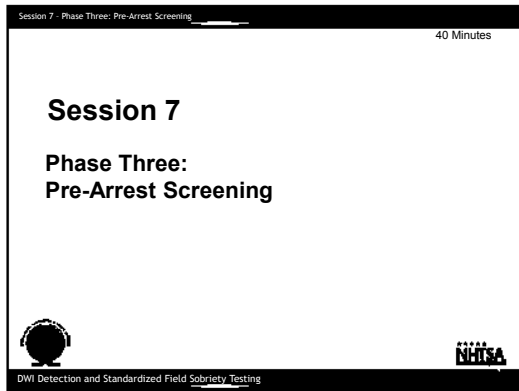 Session 7 - Phase Three: Pre-Arrest Screening
40 Minutes
Session 7
Phase Three:
Pre-Arrest Screening
NHTSA
DWI Detection and Standardized Field Sobriety Testing